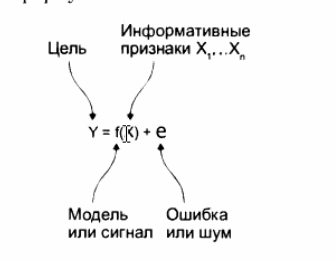 Информативные
Цель признаки X₁...Xₙ
Y = f(X) + e
Модель Ошибка
или сигнал или шум